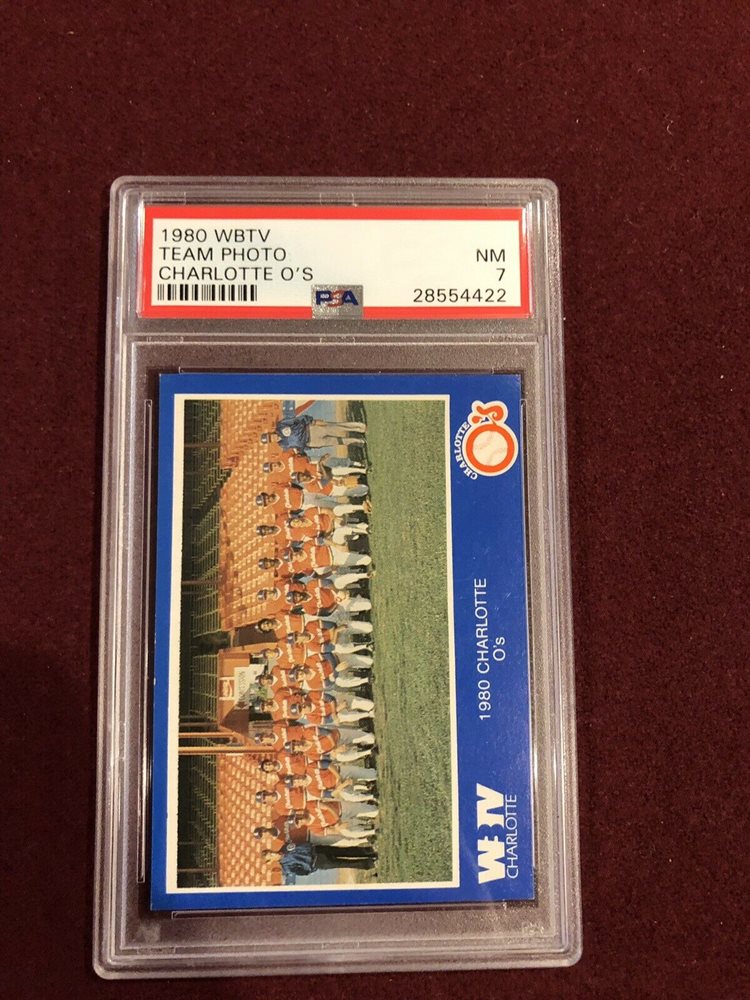 1980 WBTV
TEAM PHOTO
CHARLOTTE O'S
NM
7
PSA
28554422
CHARLOTTE
O's
1980 CHARLOTTE
O's
WBTV
CHARLOTTE